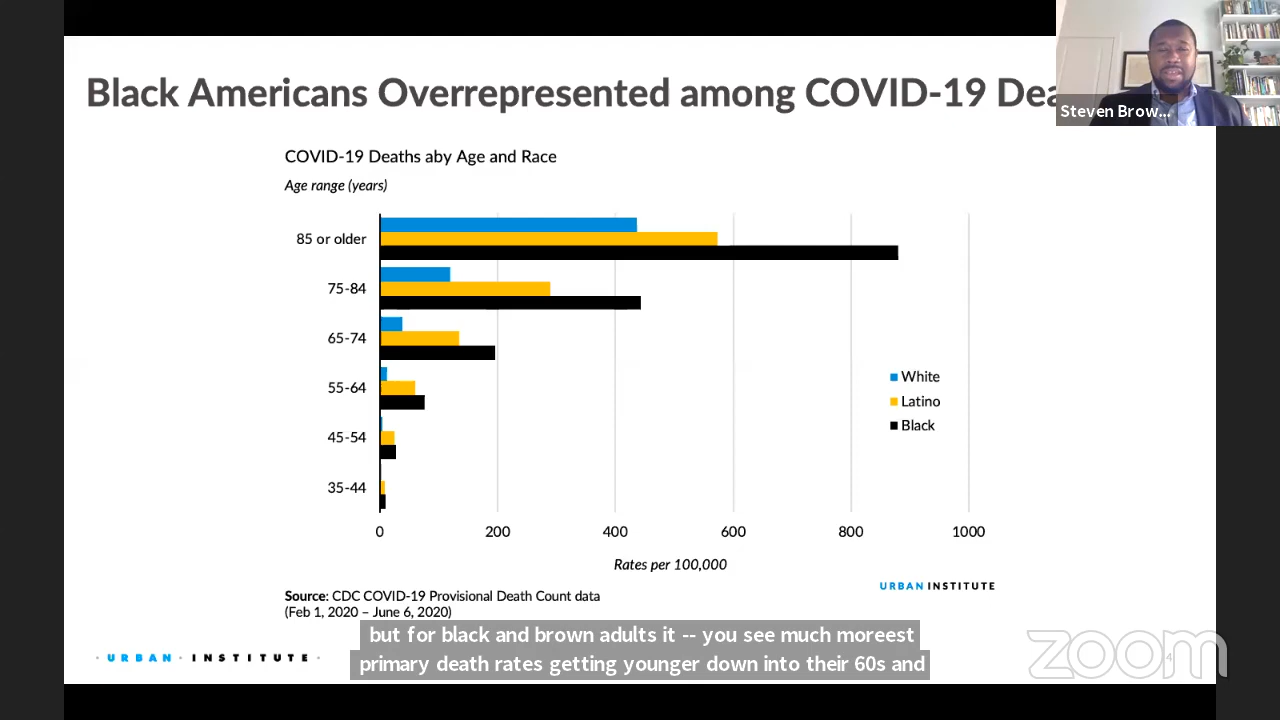 Black Americans Overrepresented among COVID-19 Dea
Steven Brow...
COVID-19 Deaths aby Age and Race
Age range (years)
85 or older
75-84
65-74
55-64
45-54
35-44
White
Latino
Black
0 200 400 600 800 1000
Rates per 100,000
URBAN INSTITUTE
Source: CDC COVID-19 Provisional Death Count data
(Feb 1, 2020 – June 6, 2020)
but for black and brown adults it -- you see much moreest
primary death rates getting younger down into their 60s and
· URBAN · INSTITUTE ·
zoom
4